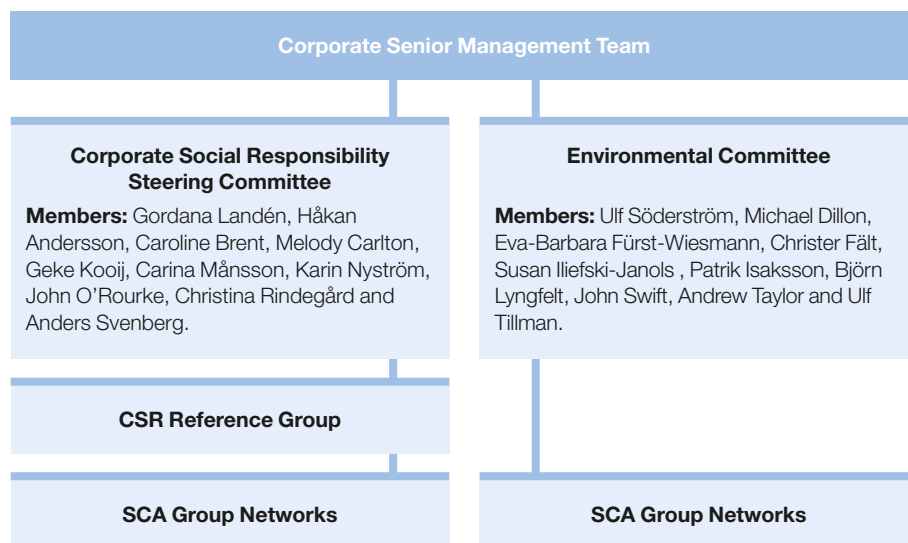 Corporate Senior Management Team
Corporate Social Responsibility
Steering Committee
Members: Gordana Landén, Håkan
Andersson, Caroline Brent, Melody Carlton,
Geke Kooij, Carina Månsson, Karin Nyström,
John O'Rourke, Christina Rindegård and
Anders Svenberg.
Environmental Committee
Members: Ulf Söderström, Michael Dillon,
Eva-Barbara Fürst-Wiesmann, Christer Fält,
Susan Iliefski-Janols , Patrik Isaksson, Björn
Lyngfelt, John Swift, Andrew Taylor and Ulf
Tillman.
CSR Reference Group
SCA Group Networks
SCA Group Networks